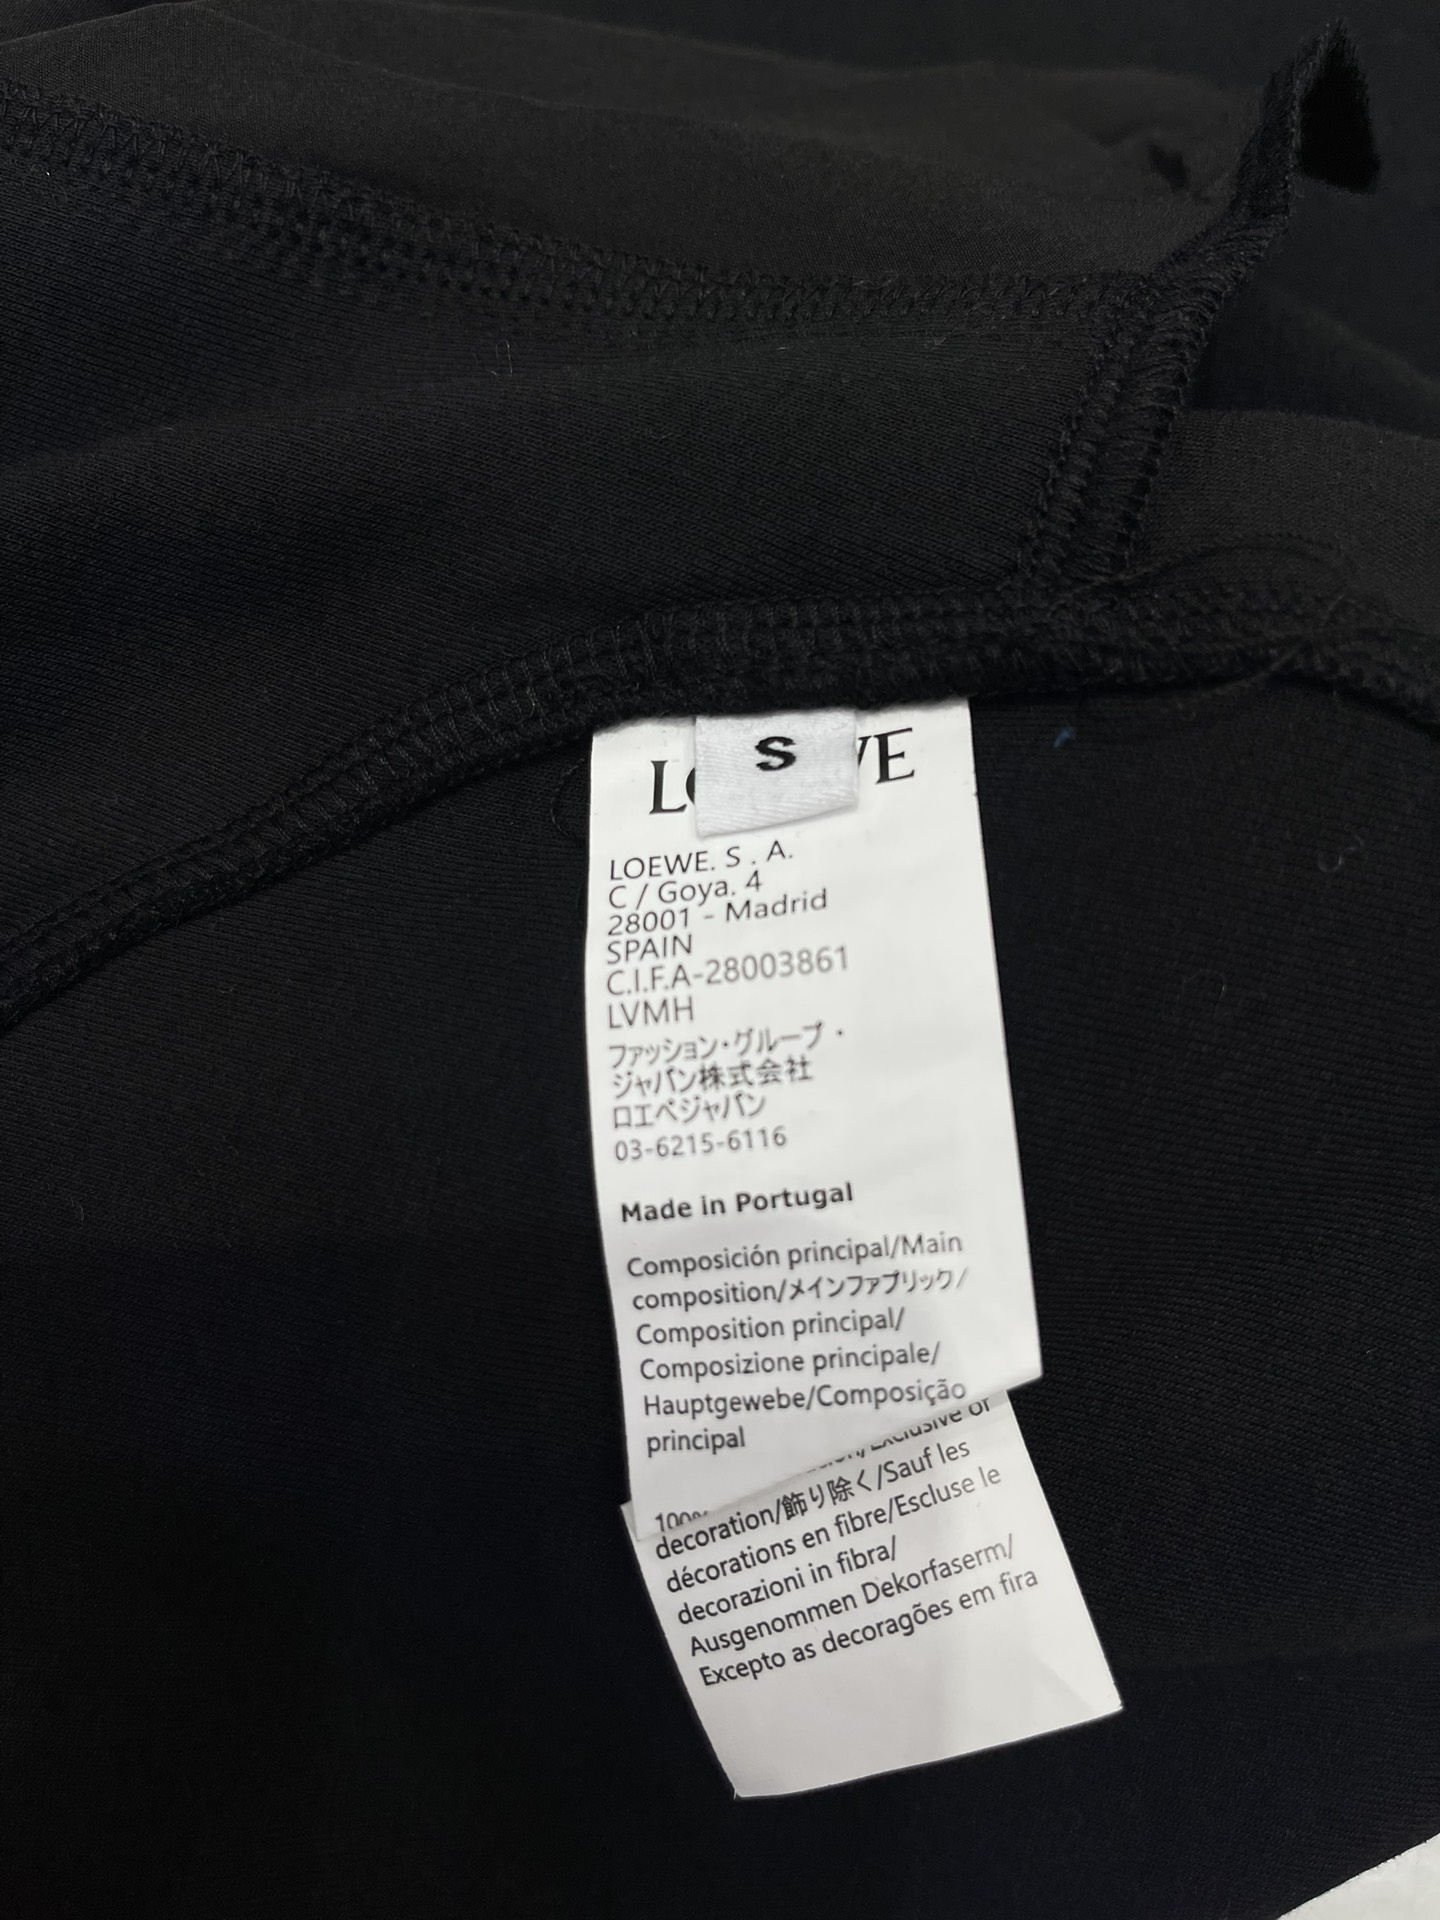 S
LOEWE. S . A.
C / Goya. 4
28001 - Madrid
SPAIN
C.I.F.A-28003861
LVMH
ファッション・グループ・
ジャパン株式会社
ロエベジャパン
03-6215-6116
Made in Portugal
Composición principal/Main
composition/メインファブリック/
Composition principal/
Composizione principale/
Hauptgewebe/Composição
principal
100%
decoration/飾り除く/Sauf les
décorations en fibre/Escluse le
decorazioni in fibra/
Ausgenommen Dekorfaserm/
Excepto as decoragões em fira